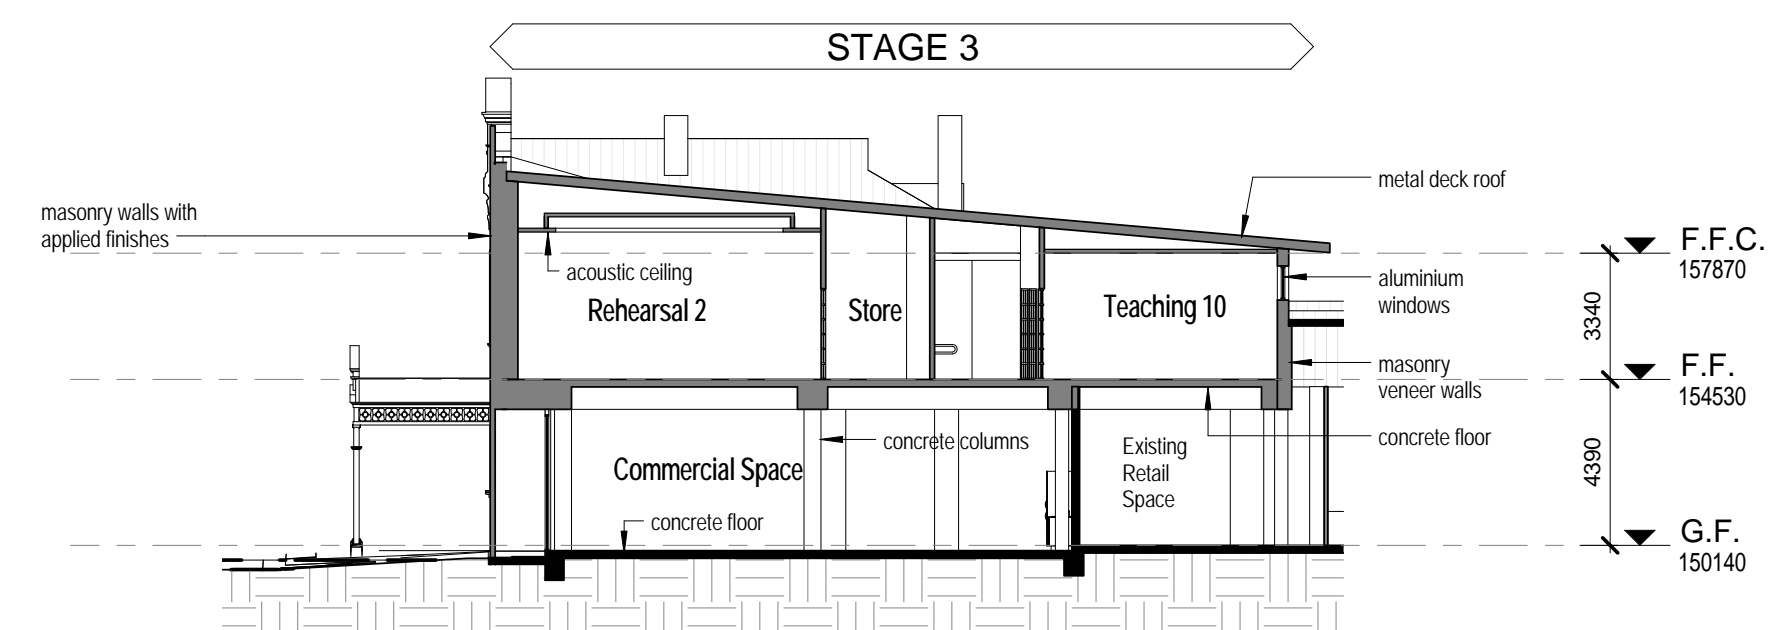 STAGE 3
metal deck roof
masonry walls with
applied finishes
F.F.C.
157870
acoustic ceiling
aluminium
windows
Rehearsal 2
Store
Teaching 10
3340
masonry
veneer walls
F.F.
154530
concrete columns
concrete floor
Existing
Retail
Space
Commercial Space
4390
concrete floor
G.F.
150140